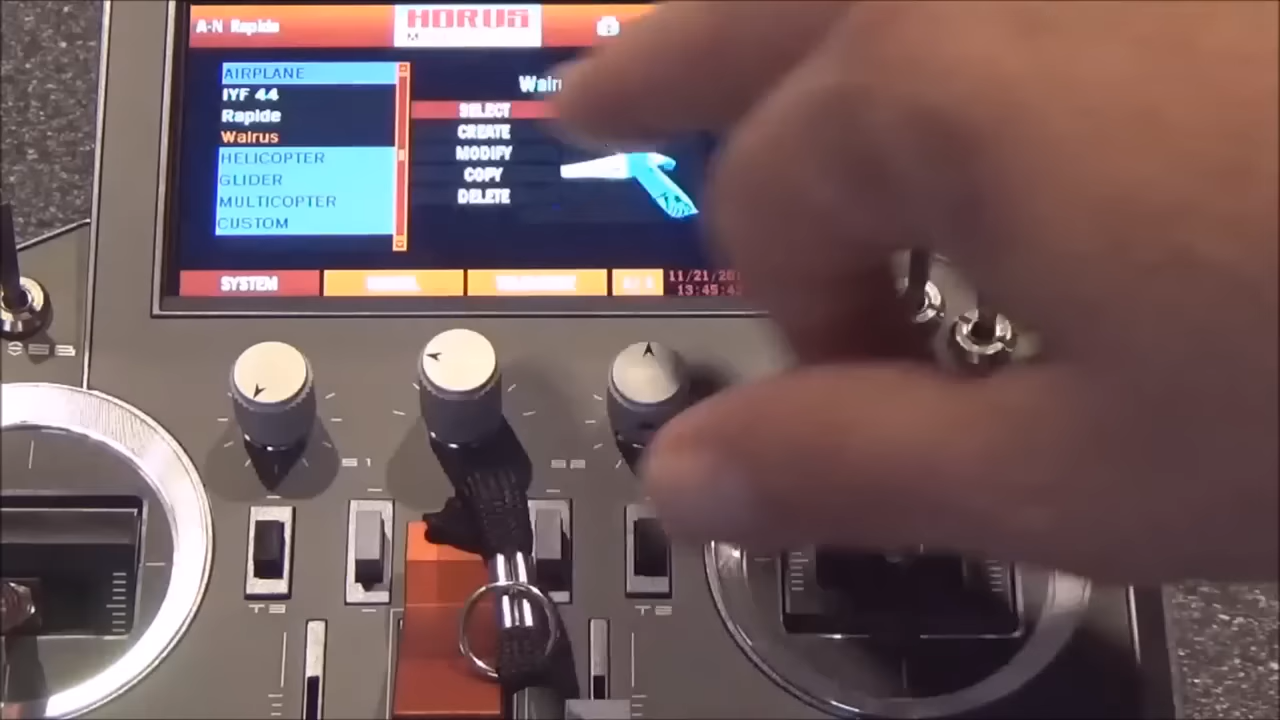 A-N Rapide
HORUS
X
AIRPLANE
IYF 44
Rapide
Walrus
HELICOPTER
GLIDER
MULTICOPTER
CUSTOM
SELECT
CREATE
MODIFY
COPY
DELETE
SYSTEM
11/21/20
13:45:4
S1
S2
T3
T2